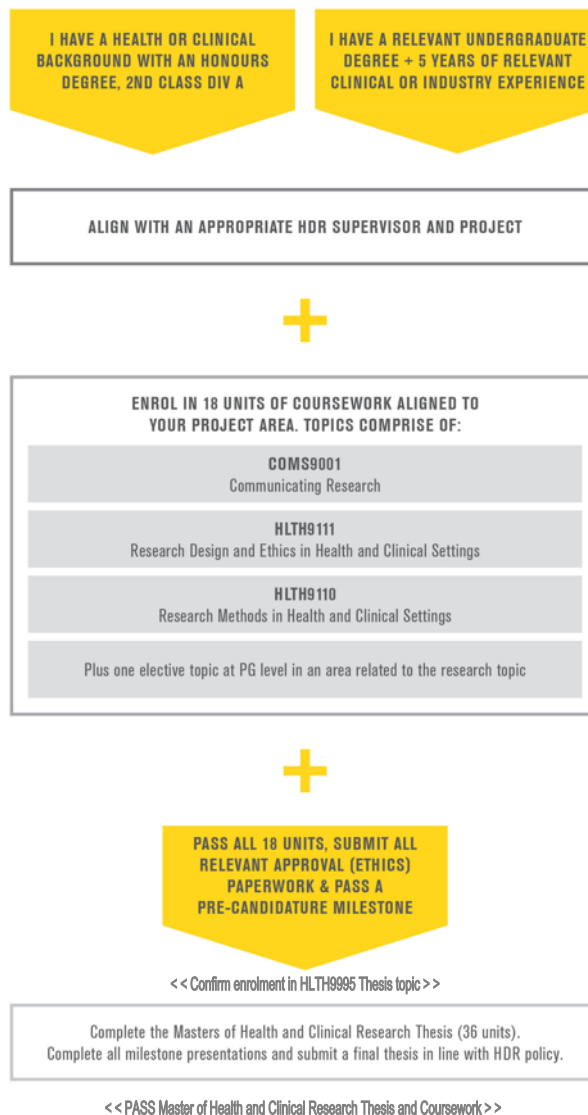 I HAVE A HEALTH OR CLINICAL
BACKGROUND WITH AN HONOURS
DEGREE, 2ND CLASS DIV A
I HAVE A RELEVANT UNDERGRADUATE
DEGREE + 5 YEARS OF RELEVANT
CLINICAL OR INDUSTRY EXPERIENCE
ALIGN WITH AN APPROPRIATE HDR SUPERVISOR AND PROJECT
+
ENROL IN 18 UNITS OF COURSEWORK ALIGNED TO
YOUR PROJECT AREA. TOPICS COMPRISE OF:
COMS9001
Communicating Research
HLTH9111
Research Design and Ethics in Health and Clinical Settings
HLTH9110
Research Methods in Health and Clinical Settings
Plus one elective topic at PG level in an area related to the research topic
+
PASS ALL 18 UNITS, SUBMIT ALL
RELEVANT APPROVAL (ETHICS)
PAPERWORK & PASS A
PRE-CANDIDATURE MILESTONE
<< Confirm enrolment in HLTH9995 Thesis topic >>
Complete the Masters of Health and Clinical Research Thesis (36 units).
Complete all milestone presentations and submit a final thesis in line with HDR policy.
<< PASS Master of Health and Clinical Research Thesis and Coursework >>